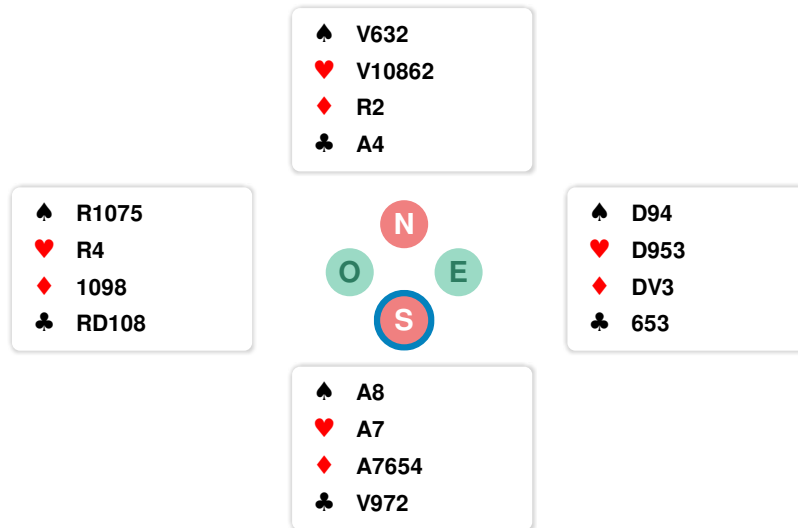 ♠ V632
♥ V10862
♦ R2
♣ A4
♠ R1075
♥ R4
♦ 1098
♣ RD108
N
O
E
S
♠ D94
♥ D953
♦ DV3
♣ 653
♠ A8
♥ A7
♦ A7654
♣ V972